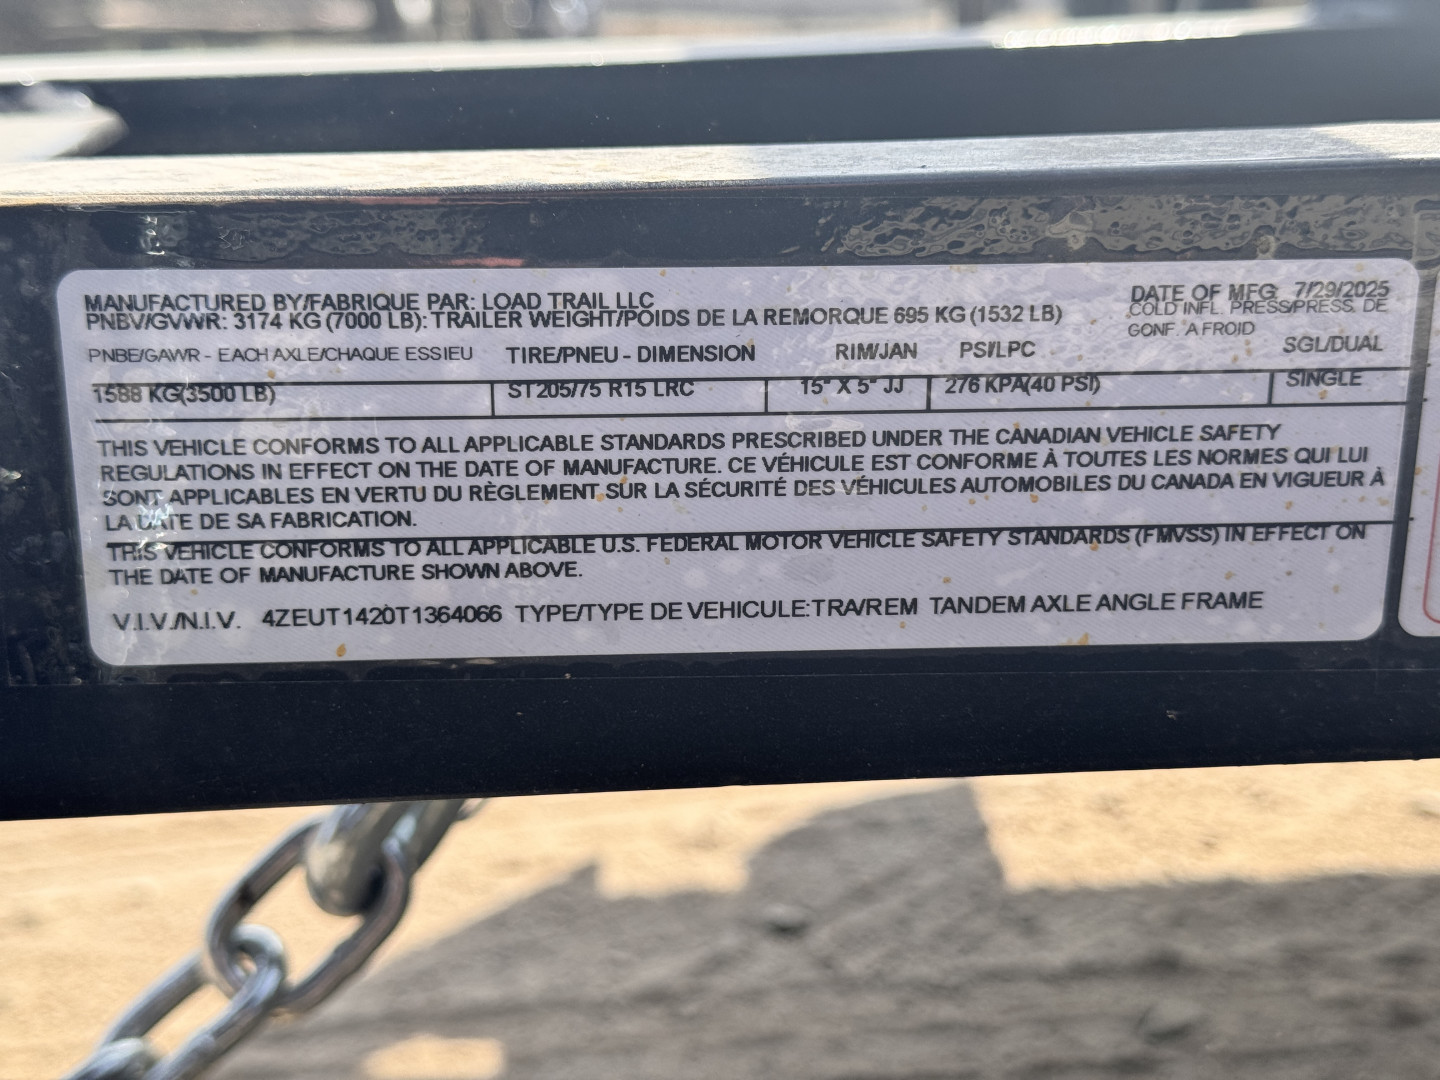 MANUFACTURED BY/FABRIQUE PAR: LOAD TRAIL LLC
DATE OF MFG 7/29/2025
PNBV/GVWR: 3174 KG (7000 LB): TRAILER WEIGHT/POIDS DE LA REMORQUE 695 KG (1532 LB)
COLD INFL. PRESS/PRESS. DE
GONF. A FROID
PNBE/GAWR - EACH AXLE/CHAQUE ESSIEU TIRE/PNEU - DIMENSION RIM/JAN PSI/LPC SGL/DUAL
1588 KG(3500 LB) ST205/75 R15 LRC 15" X 5" JJ 276 KPA(40 PSI) SINGLE
THIS VEHICLE CONFORMS TO ALL APPLICABLE STANDARDS PRESCRIBED UNDER THE CANADIAN VEHICLE SAFETY
REGULATIONS IN EFFECT ON THE DATE OF MANUFACTURE. CE VÉHICULE EST CONFORME À TOUTES LES NORMES QUI LUI
SONT APPLICABLES EN VERTU DU RÈGLEMENT SUR LA SÉCURITÉ DES VÉHICULES AUTOMOBILES DU CANADA EN VIGUEUR À
LA DATE DE SA FABRICATION.
THIS VEHICLE CONFORMS TO ALL APPLICABLE U.S. FEDERAL MOTOR VEHICLE SAFETY STANDARDS (FMVSS) IN EFFECT ON
THE DATE OF MANUFACTURE SHOWN ABOVE.
V.I.V./N.I.V. 4ZEUT1420T1364066 TYPE/TYPE DE VEHICULE:TRA/REM TANDEM AXLE ANGLE FRAME